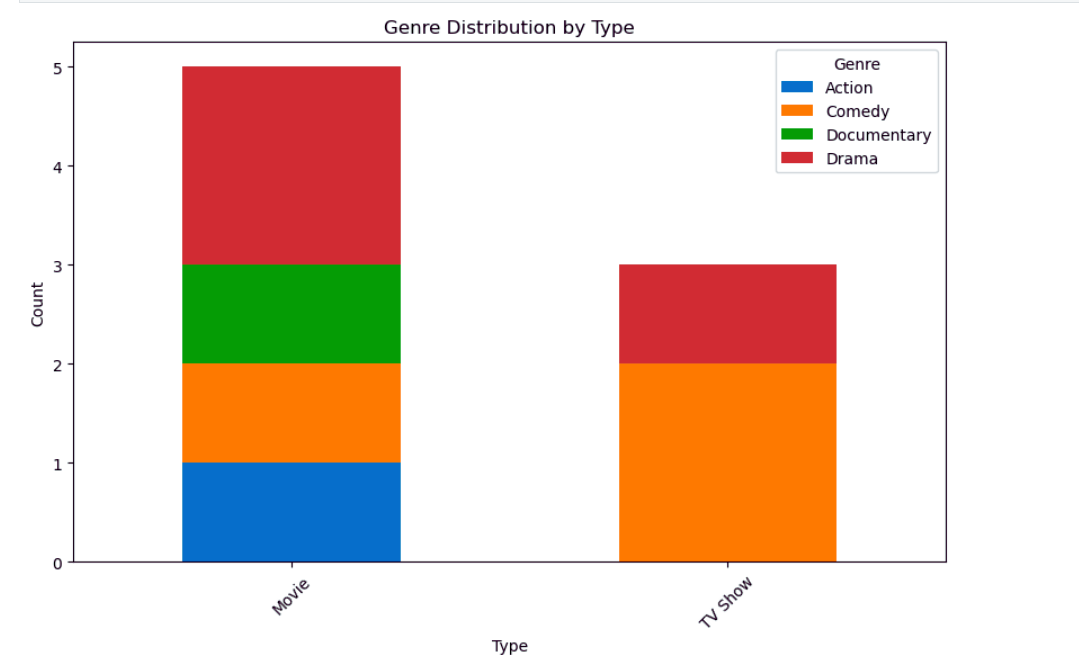 Genre Distribution by Type
Genre
Action
Comedy
Documentary
Drama
5
4
3
2
1
0
Count
Movie
TV Show
Type